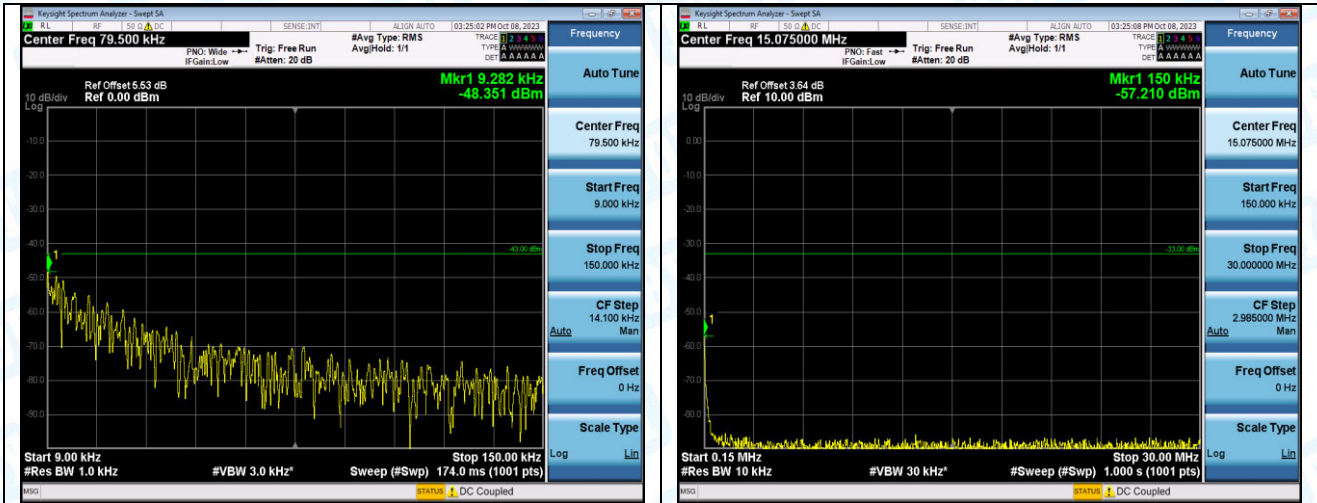 Keysight Spectrum Analyzer - Swept SA
RL RF 50 Ω DC SENSE:INT ALIGN AUTO 03:25:02 PM Oct 08, 2023
Center Freq 79.500 kHz
PNO: Wide
IFGain:Low
Trig: Free Run
#Atten: 20 dB
#Avg Type: RMS
Avg|Hold: 1/1
TRACE 1 2 3 4 5 6
TYPE A WWWWW
DET A A A A A A
Frequency
Ref Offset 5.53 dB
10 dB/div Ref 0.00 dBm
Log
Mkr1 9.282 kHz
-48.351 dBm
Auto Tune
Center Freq
79.500 kHz
Start Freq
9.000 kHz
Stop Freq
150.000 kHz
CF Step
14.100 kHz
Auto Man
Freq Offset
0 Hz
Scale Type
Log Lin
-10.0
-20.0
-30.0
-40.0
-43.00 dBm
1
-50.0
-60.0
-70.0
-80.0
-90.0
Start 9.00 kHz Stop 150.00 kHz
#Res BW 1.0 kHz #VBW 3.0 kHz* Sweep (#Swp) 174.0 ms (1001 pts)
MSG STATUS DC Coupled
Keysight Spectrum Analyzer - Swept SA
RL RF 50 Ω DC SENSE:INT ALIGN AUTO 03:25:08 PM Oct 08, 2023
Center Freq 15.075000 MHz
PNO: Fast
IFGain:Low
Trig: Free Run
#Atten: 20 dB
#Avg Type: RMS
Avg|Hold: 1/1
TRACE 1 2 3 4 5 6
TYPE A WWWWW
DET A A A A A A
Frequency
Ref Offset 3.64 dB
10 dB/div Ref 10.00 dBm
Log
Mkr1 150 kHz
-57.210 dBm
Auto Tune
Center Freq
15.075000 MHz
Start Freq
150.000 kHz
Stop Freq
30.000000 MHz
CF Step
2.985000 MHz
Auto Man
Freq Offset
0 Hz
Scale Type
Log Lin
0.00
-10.0
-20.0
-30.0
-33.00 dBm
-40.0
-50.0
1
-60.0
-70.0
-80.0
Start 0.15 MHz Stop 30.00 MHz
#Res BW 10 kHz #VBW 30 kHz* #Sweep (#Swp) 1.000 s (1001 pts)
MSG STATUS DC Coupled